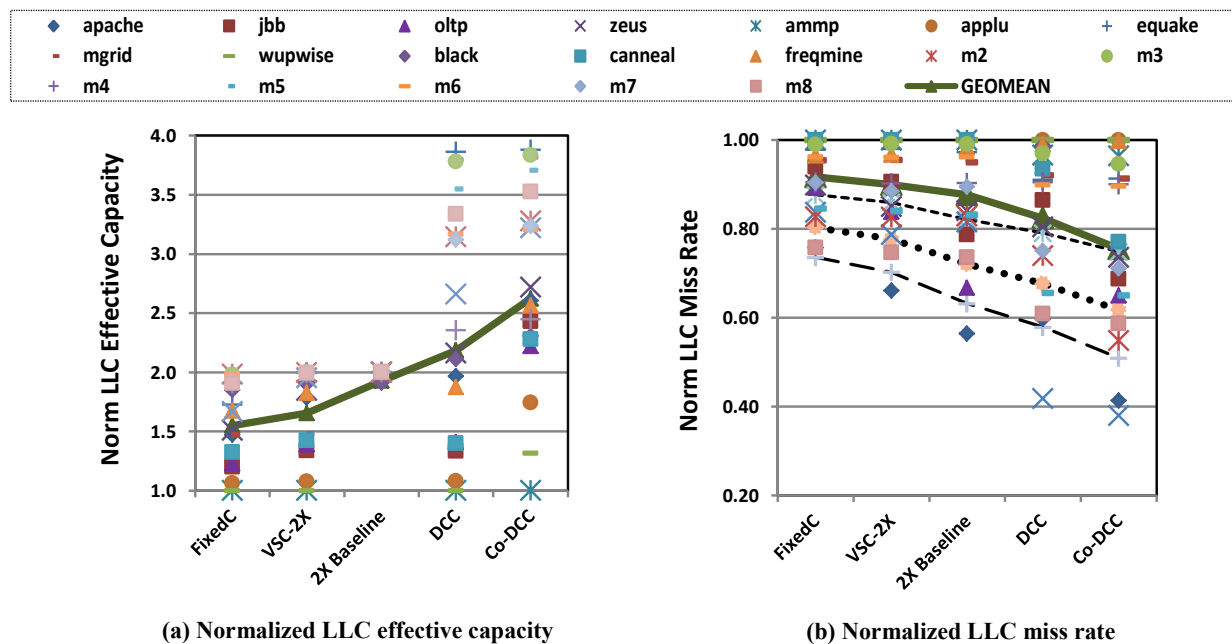 apache jbb oltp zeus ammp applu equake
mgrid wupwise black canneal freqmine m2 m3
m4 m5 m6 m7 m8 GEOMEAN
Norm LLC Effective Capacity
4.0
3.5
3.0
2.5
2.0
1.5
1.0
FixedC
VSC-2X
2X Baseline
DCC
Co-DCC
(a) Normalized LLC effective capacity
Norm LLC Miss Rate
1.00
0.80
0.60
0.40
0.20
FixedC
VSC-2X
2X Baseline
DCC
Co-DCC
(b) Normalized LLC miss rate